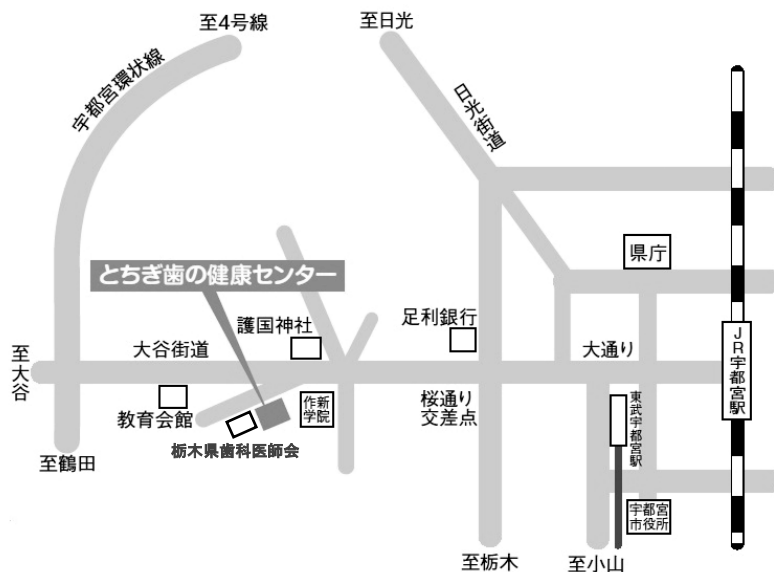 至4号線
至日光
宇都宮環状線
日光街道
県庁
とちぎ歯の健康センター
足利銀行
護国神社
JR宇都宮駅
至大谷
大谷街道
大通り
教育会館
作新
学院
桜通り
交差点
東武宇都宮駅
栃木県歯科医師会
至鶴田
宇都宮
市役所
至栃木
至小山